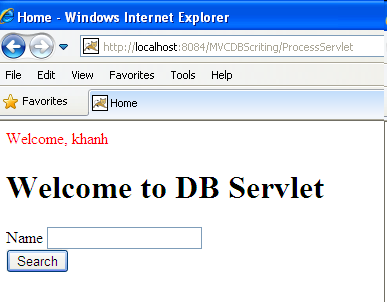 Home - Windows Internet Explorer
http://localhost:8084/MVCDBScriting/ProcessServlet
File Edit View Favorites Tools Help
Favorites Home
Welcome, khanh
Welcome to DB Servlet
Name
Search